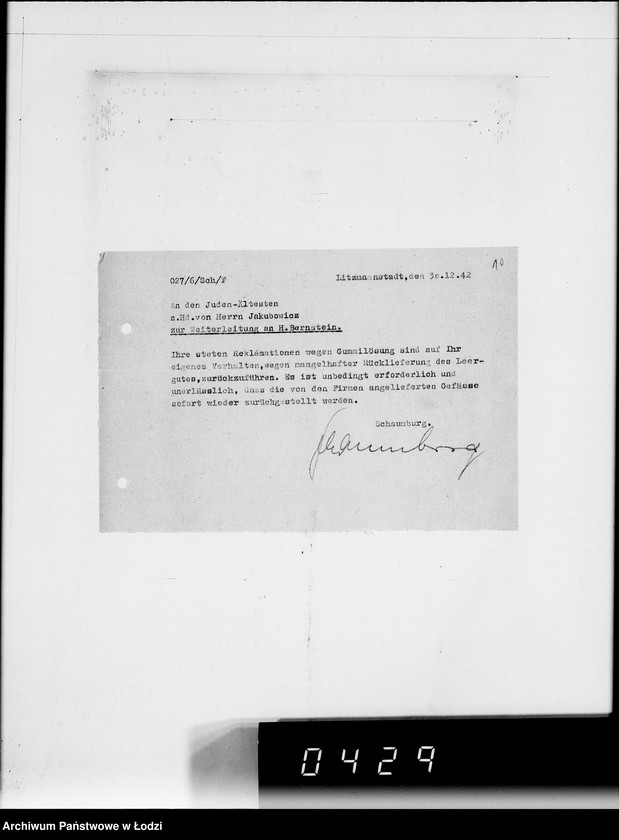 10
027/6/Sch/F
Litzmannstadt,den 30.12.42
An den Juden-Ältesten
z.Hd.von Herrn Jakubowicz
zur Weiterleitung an H.Bernstein.
Ihre steten Reklamationen wegen Gummilösung sind auf Ihr
eigenes Verhalten,wegen mangelhafter Rücklieferung des Leer-
gutes,zurückzuführen. Es ist unbedingt erforderlich und
unerlässlich, dass die von den Firmen angelieferten Gefässe
sofort wieder zurückgestellt werden.
Schaumburg.
Schaumburg
0429
Archiwum Państwowe w Łodzi